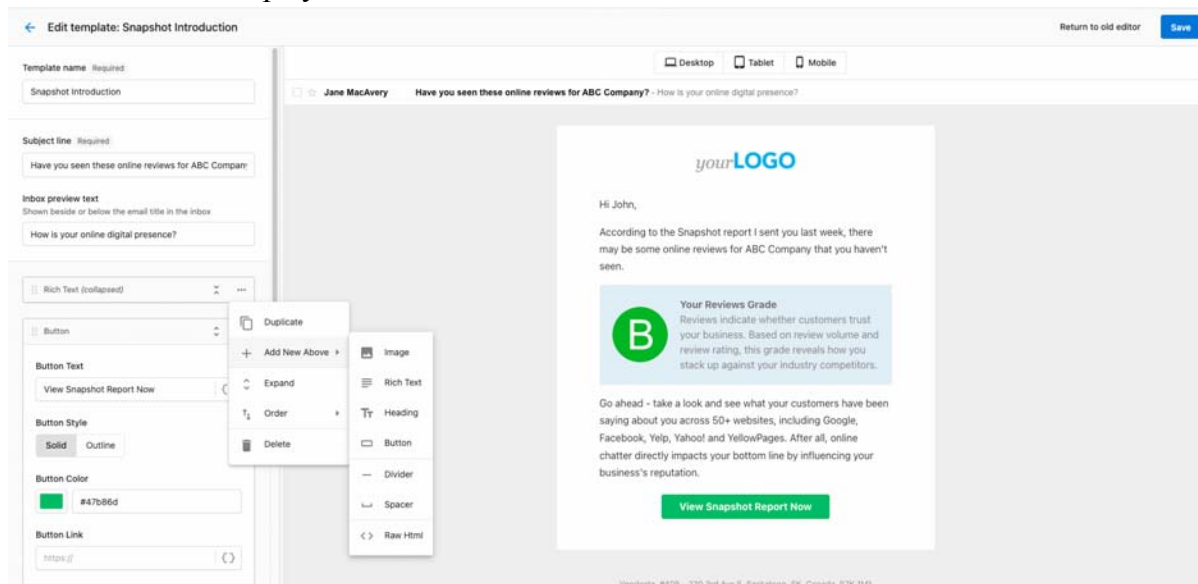 Edit template: Snapshot Introduction
Return to old editor
Save
Template name Required
Snapshot Introduction
Subject line Required
Have you seen these online reviews for ABC Company
Inbox preview text
Shown beside or below the email title in the inbox
How is your online digital presence?
Rich Text (collapsed)
Button
Button Text
View Snapshot Report Now
Button Style
Solid Outline
Button Color
#47b86d
Button Link
https://
Duplicate
Add New Above
Expand
Order
Delete
Image
Rich Text
Heading
Button
Divider
Spacer
Raw Html
Desktop Tablet Mobile
Jane MacAvery Have you seen these online reviews for ABC Company? - How is your online digital presence?
yourLOGO
Hi John,
According to the Snapshot report I sent you last week, there
may be some online reviews for ABC Company that you haven't
seen.
B
Your Reviews Grade
Reviews indicate whether customers trust
your business. Based on review volume and
review rating, this grade reveals how you
stack up against your industry competitors.
Go ahead - take a look and see what your customers have been
saying about you across 50+ websites, including Google,
Facebook, Yelp, Yahoo! and YellowPages. After all, online
chatter directly impacts your bottom line by influencing your
business's reputation.
View Snapshot Report Now